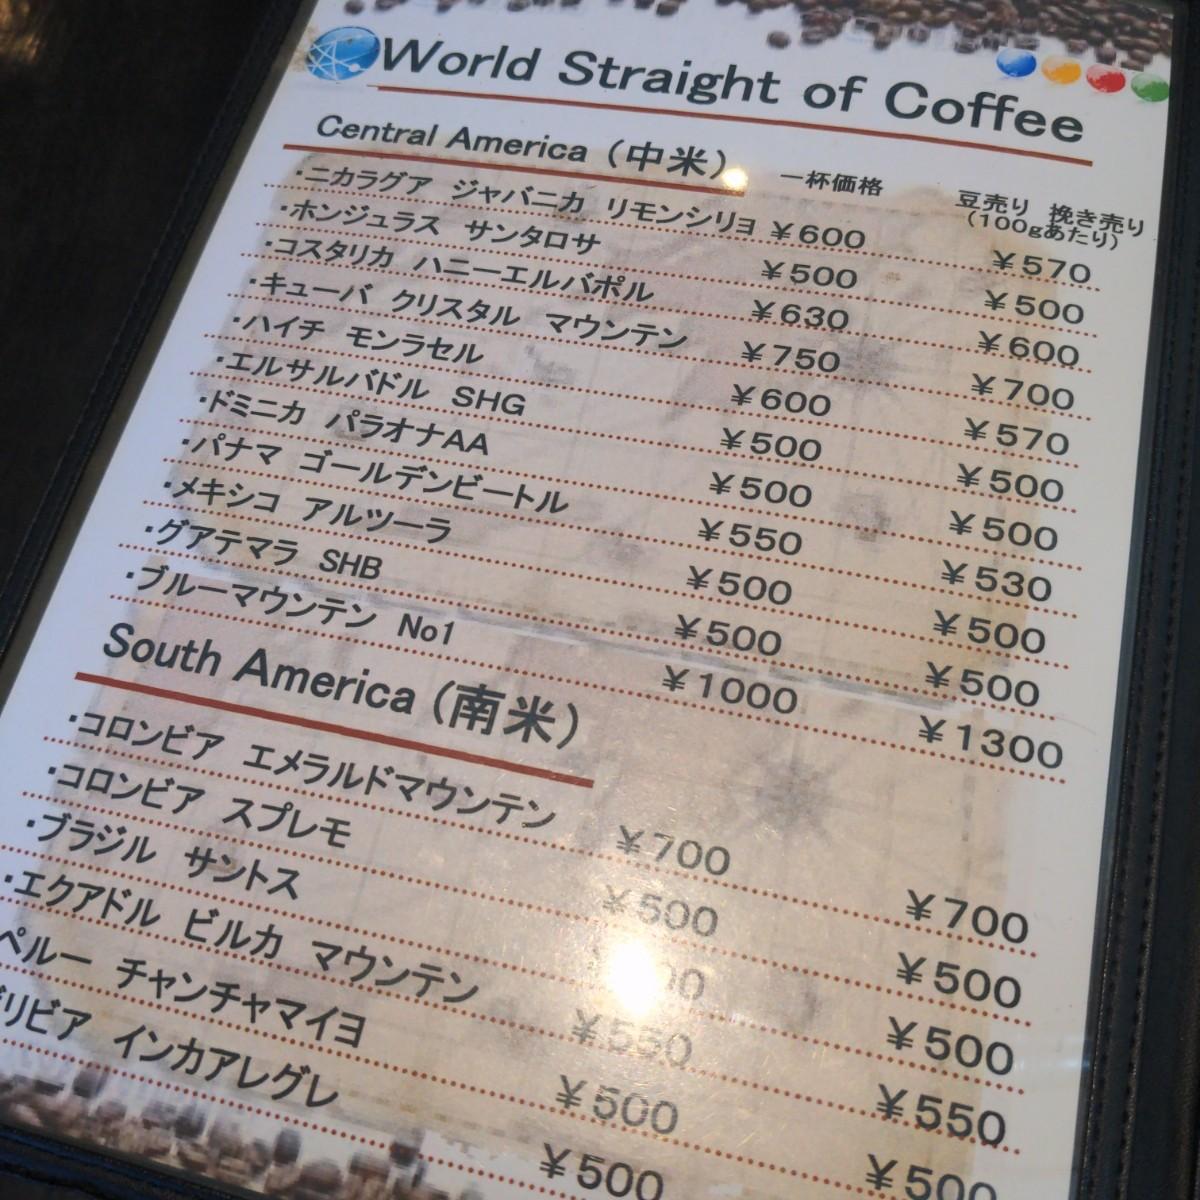 World Straight of Coffee
Central America (中米) 一杯価格 豆売り 挽き売り
(100gあたり)
・ニカラグア ジャバニカ リモンシリヨ ¥600 ¥570
・ホンジュラス サンタロサ ¥500 ¥500
・コスタリカ ハニーエルバポル ¥630 ¥600
・キューバ クリスタル マウンテン ¥750 ¥700
・ハイチ モンラセル ¥600 ¥570
・エルサルバドル SHG ¥500 ¥500
・ドミニカ パラオナAA ¥500 ¥500
・パナマ ゴールデンビートル ¥550 ¥530
・メキシコ アルツーラ ¥500 ¥500
・グアテマラ SHB ¥500 ¥500
・ブルーマウンテン No1 ¥1000 ¥1300
South America (南米)
・コロンビア エメラルドマウンテン ¥700 ¥700
・コロンビア スプレモ ¥500 ¥500
・ブラジル サントス ¥500
・エクアドル ビルカ マウンテン ¥550 ¥550
ペルー チャンチャマイヨ ¥500 ¥500
インカアレグレ ¥500